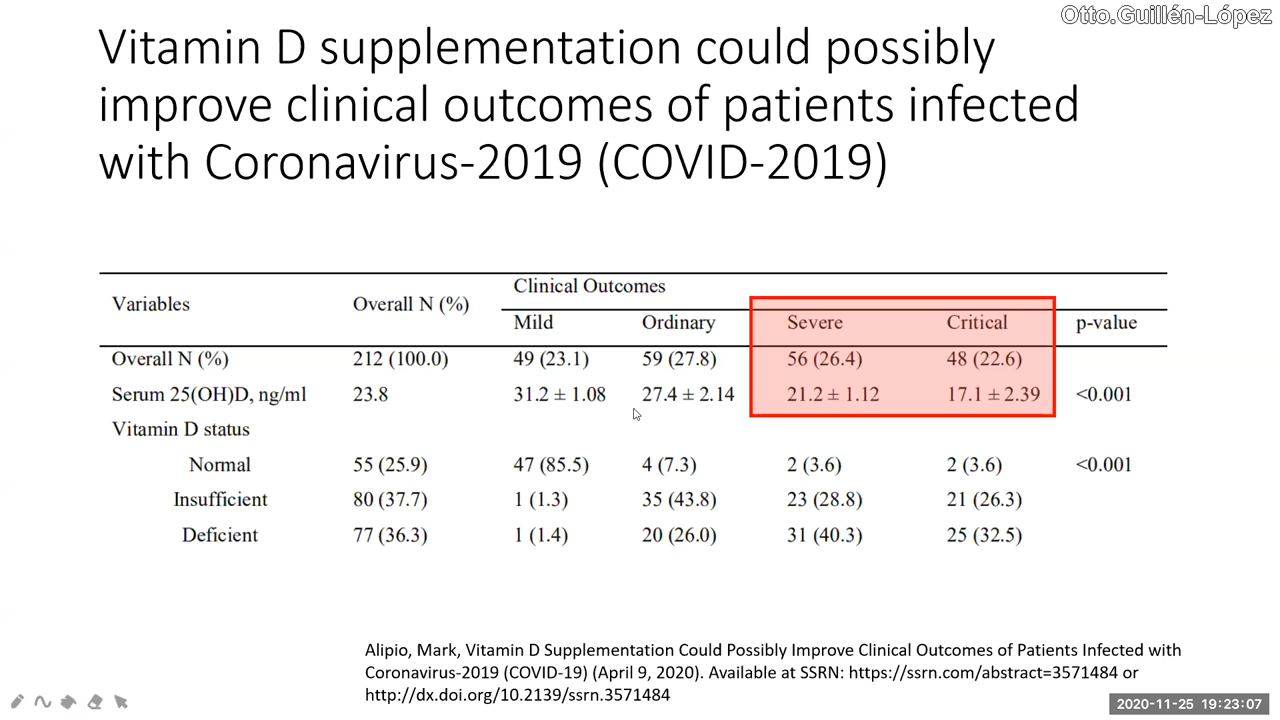 Otto.Guillén-López
Vitamin D supplementation could possibly
improve clinical outcomes of patients infected
with Coronavirus-2019 (COVID-2019)
Clinical Outcomes
Variables Overall N (%)
Mild Ordinary Severe Critical p-value
Overall N (%) 212 (100.0) 49 (23.1) 59 (27.8) 56 (26.4) 48 (22.6)
Serum 25(OH)D, ng/ml 23.8 31.2 ± 1.08 27.4 ± 2.14 21.2 ± 1.12 17.1 ± 2.39 <0.001
Vitamin D status
Normal 55 (25.9) 47 (85.5) 4 (7.3) 2 (3.6) 2 (3.6) <0.001
Insufficient 80 (37.7) 1 (1.3) 35 (43.8) 23 (28.8) 21 (26.3)
Deficient 77 (36.3) 1 (1.4) 20 (26.0) 31 (40.3) 25 (32.5)
Alipio, Mark, Vitamin D Supplementation Could Possibly Improve Clinical Outcomes of Patients Infected with
Coronavirus-2019 (COVID-19) (April 9, 2020). Available at SSRN: https://ssrn.com/abstract=3571484 or
http://dx.doi.org/10.2139/ssrn.3571484
2020-11-25 19:23:07